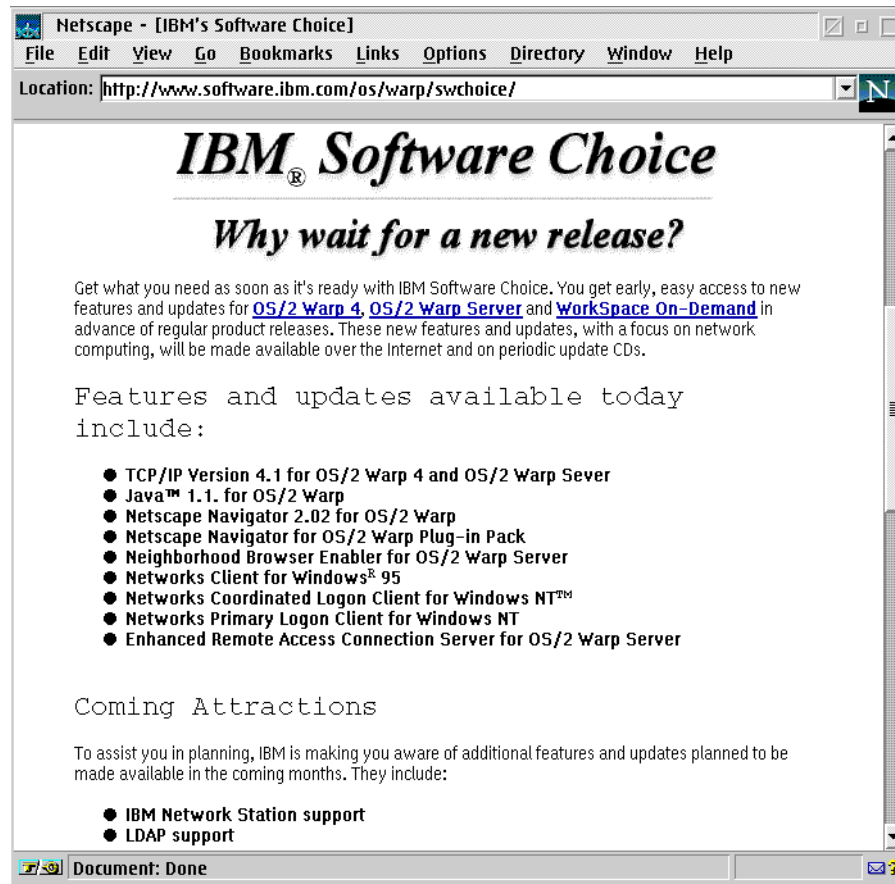 Netscape - [IBM's Software Choice]
File Edit View Go Bookmarks Links Options Directory Window Help
Location: http://www.software.ibm.com/os/warp/swchoice/
N
IBM® Software Choice
Why wait for a new release?
Get what you need as soon as it's ready with IBM Software Choice. You get early, easy access to new
features and updates for OS/2 Warp 4, OS/2 Warp Server and WorkSpace On-Demand in
advance of regular product releases. These new features and updates, with a focus on network
computing, will be made available over the Internet and on periodic update CDs.
Features and updates available today
include:
● TCP/IP Version 4.1 for OS/2 Warp 4 and OS/2 Warp Sever
● Java™ 1.1. for OS/2 Warp
● Netscape Navigator 2.02 for OS/2 Warp
● Netscape Navigator for OS/2 Warp Plug-in Pack
● Neighborhood Browser Enabler for OS/2 Warp Server
● Networks Client for Windowsᴿ 95
● Networks Coordinated Logon Client for Windows NT™
● Networks Primary Logon Client for Windows NT
● Enhanced Remote Access Connection Server for OS/2 Warp Server
Coming Attractions
To assist you in planning, IBM is making you aware of additional features and updates planned to be
made available in the coming months. They include:
● IBM Network Station support
● LDAP support
Document: Done